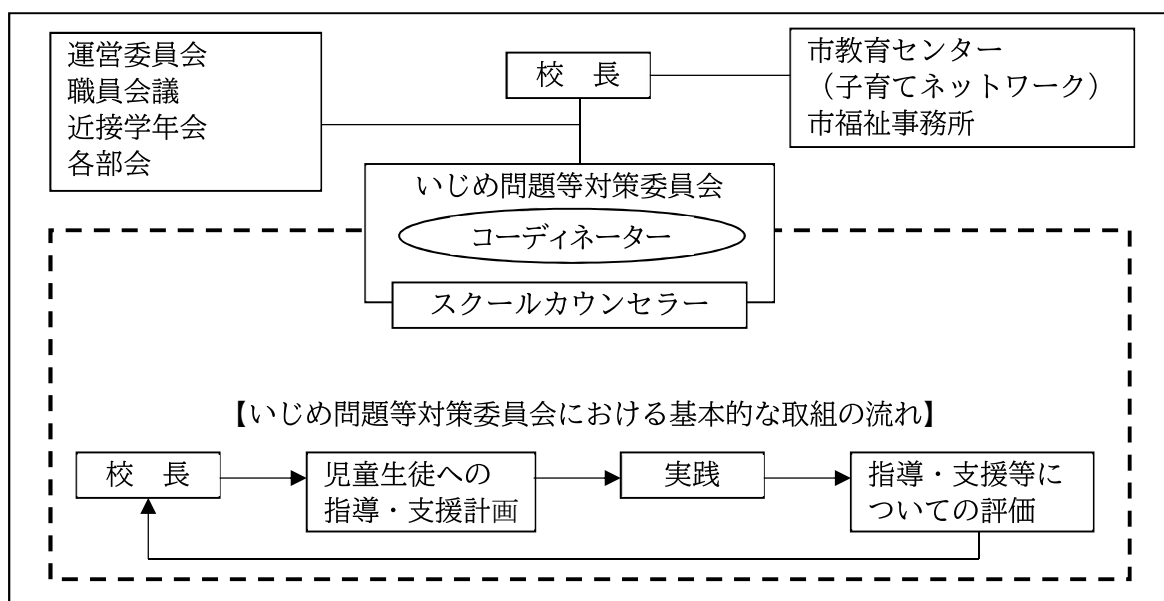 運営委員会
職員会議
近接学年会
各部会
校　長
市教育センター
（子育てネットワーク）
市福祉事務所
いじめ問題等対策委員会
コーディネーター
スクールカウンセラー
【いじめ問題等対策委員会における基本的な取組の流れ】
校　長
児童生徒への
指導・支援計画
実践
指導・支援等に
ついての評価